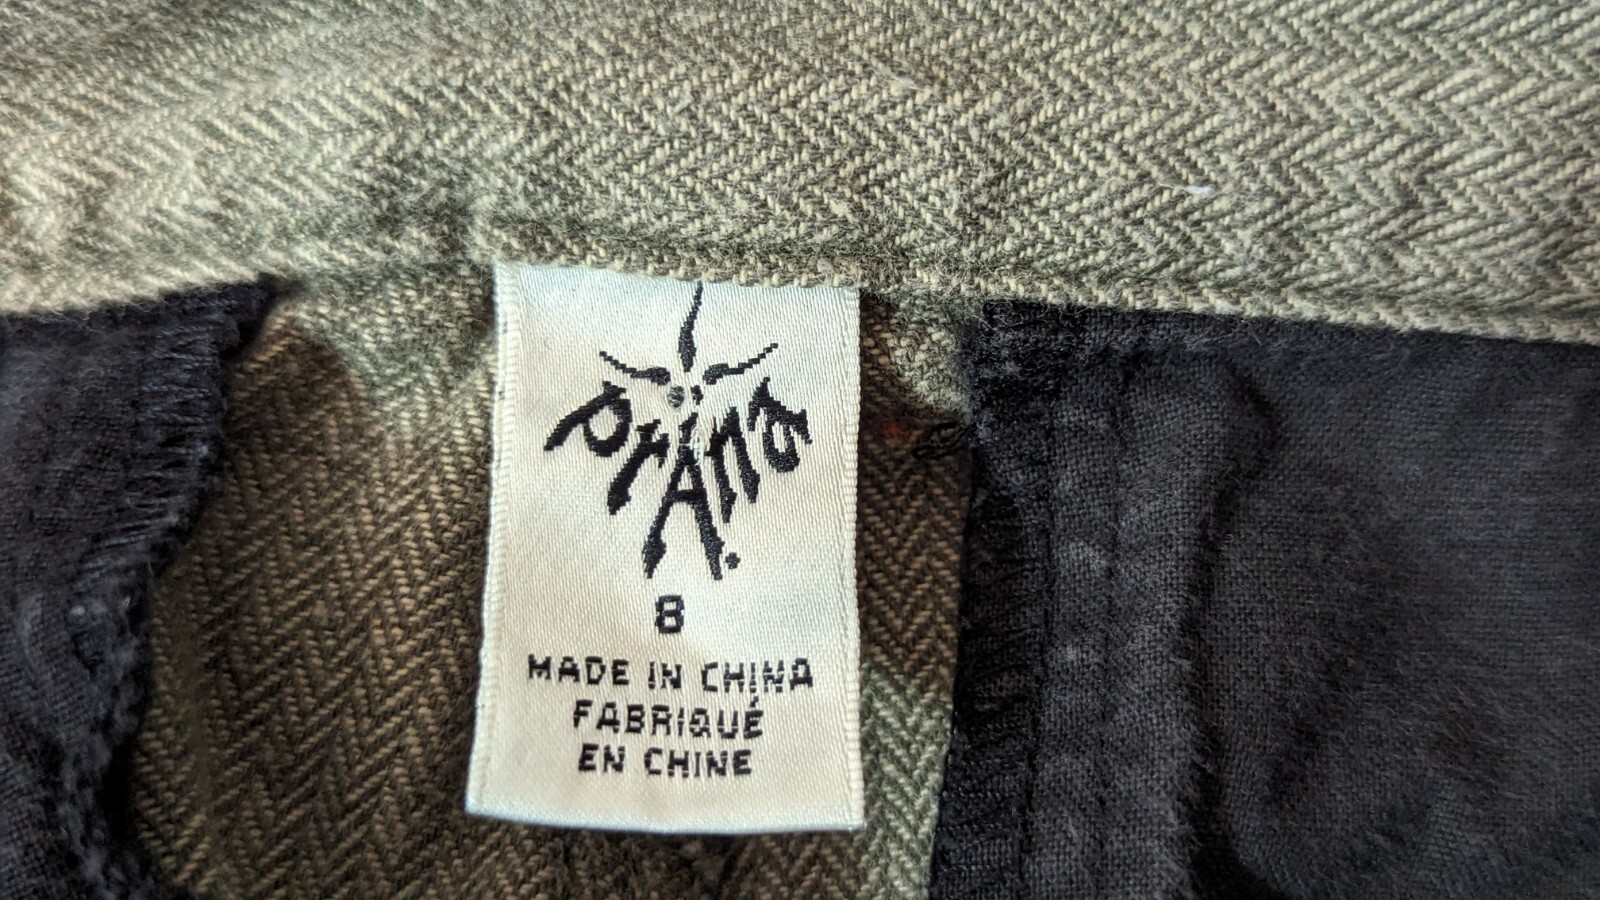 prAna.
8
MADE IN CHINA
FABRIQUÉ
EN CHINE